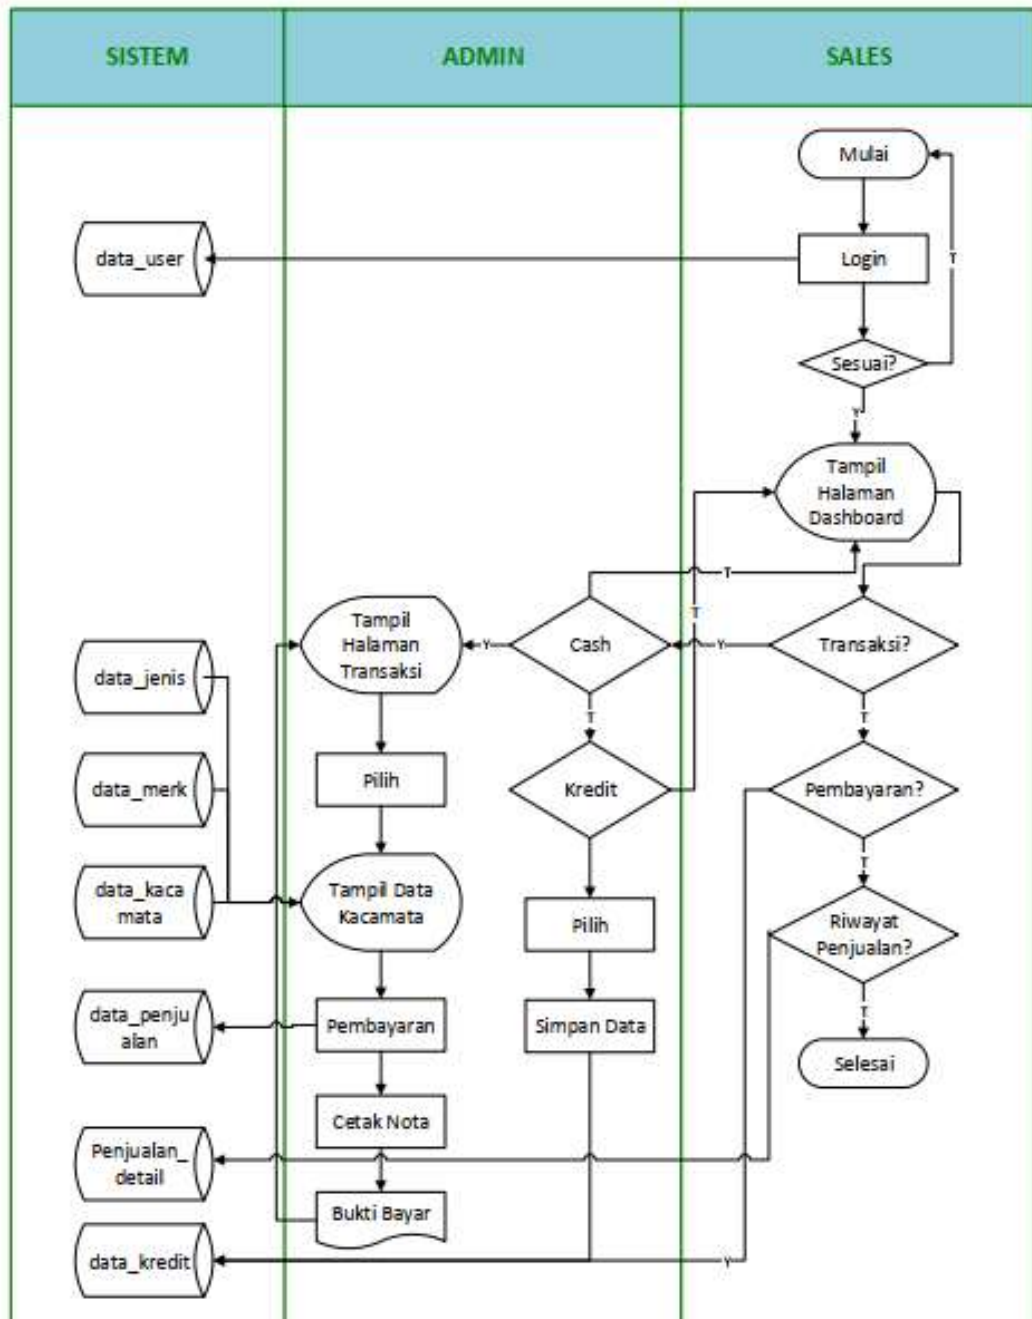 SISTEM
ADMIN
SALES
Mulai
data_user
Login
T
Sesuai?
Y
Tampil
Halaman
Dashboard
T
T
Tampil
Halaman
Transaksi
Y
Cash
Y
Transaksi?
data_jenis
T
T
data_merk
Pilih
Kredit
Pembayaran?
T
data_kaca
mata
Tampil Data
Kacamata
Pilih
Riwayat
Penjualan?
data_penju
alan
Pembayaran
Simpan Data
T
Selesai
Cetak Nota
Penjualan_
detail
Bukti Bayar
data_kredit
Y